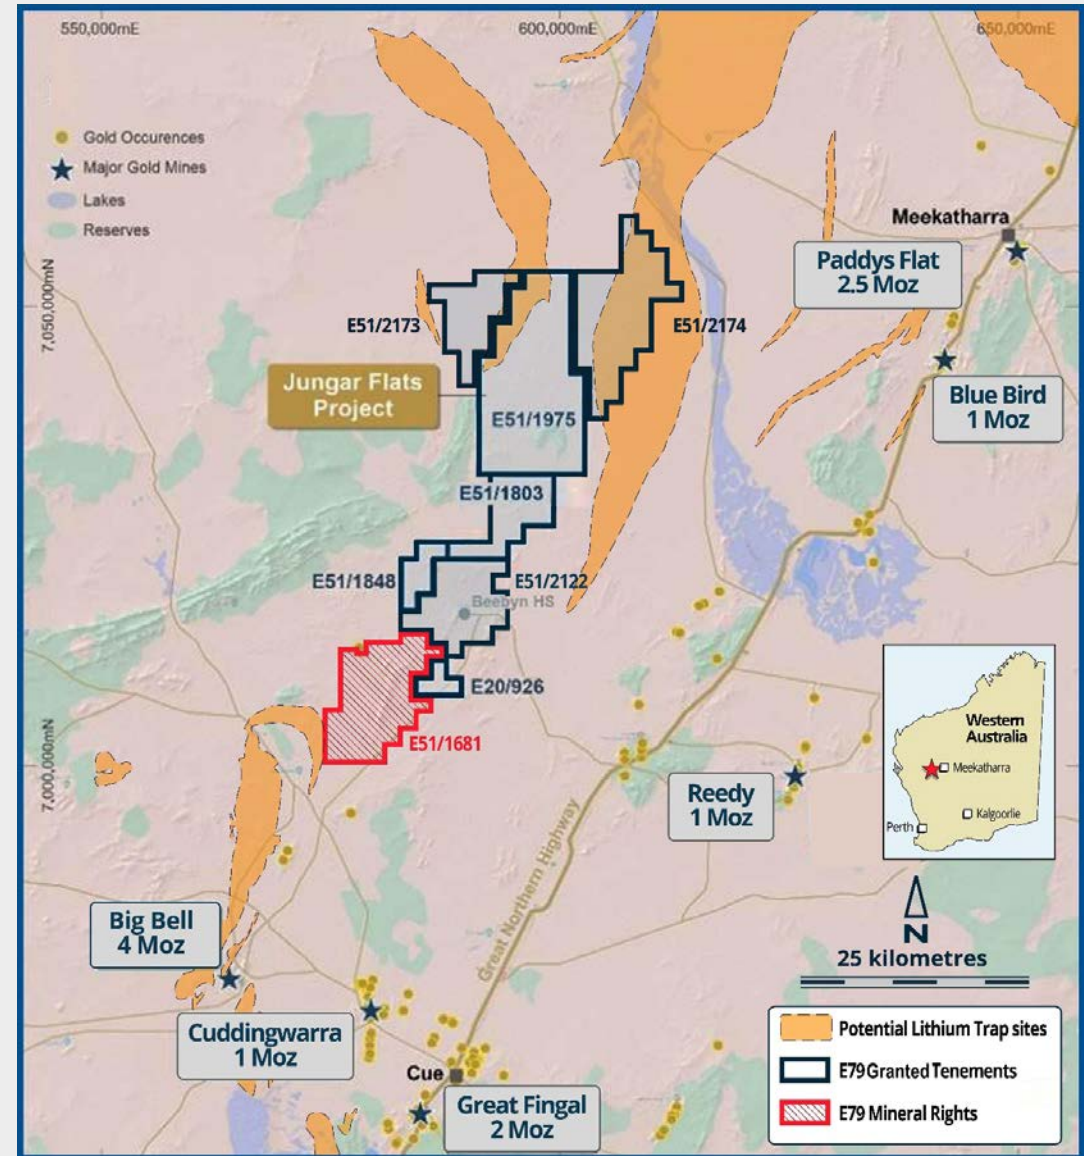 550,000mE
600,000mE
650,000mE
Gold Occurences
Major Gold Mines
Lakes
Reserves
Meekatharra
Paddys Flat
2.5 Moz
7,050,000mN
E51/2173
E51/2174
Jungar Flats
Project
Blue Bird
1 Moz
E51/1975
E51/1803
E51/1848
E51/2122
Beebyn HS
E20/926
E51/1681
Western
Australia
Meekatharra
Kalgoorlie
Perth
7,000,000mN
Reedy
1 Moz
Great Northern Highway
N
25 kilometres
Big Bell
4 Moz
Cuddingwarra
1 Moz
Cue
Great Fingal
2 Moz
Potential Lithium Trap sites
E79 Granted Tenements
E79 Mineral Rights